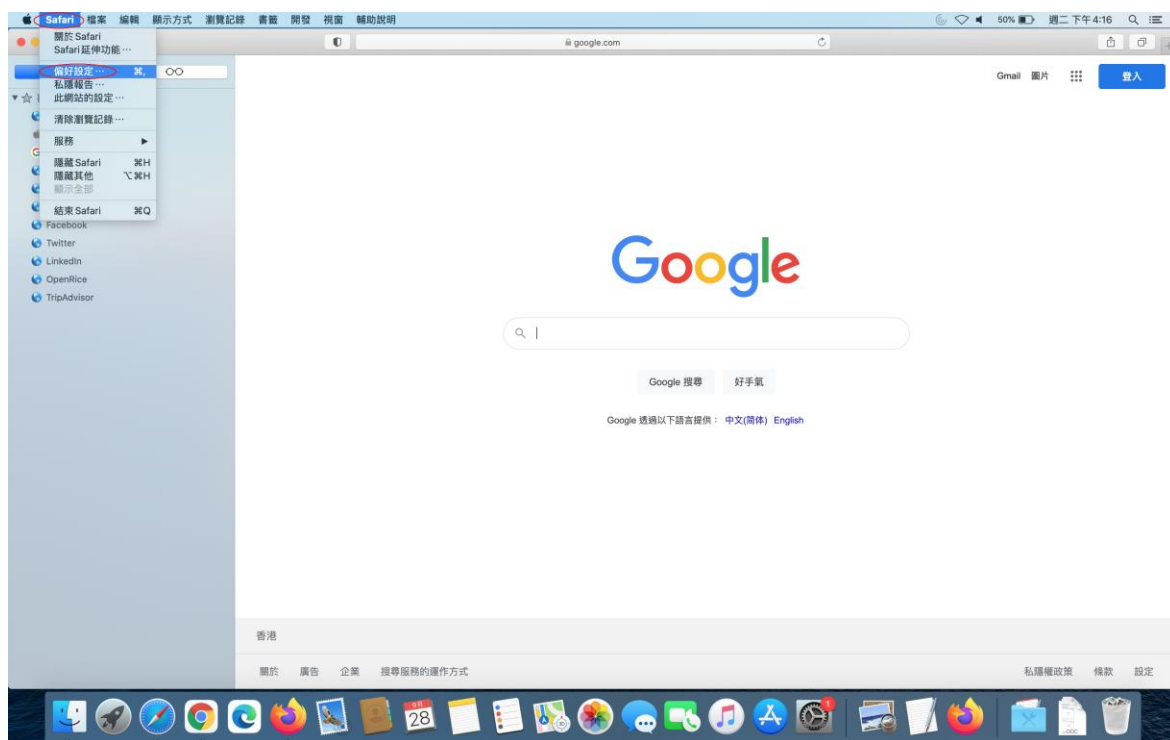 Safari 檔案 編輯 顯示方式 瀏覽記錄 書籤 開發 視窗 輔助說明 50% 週二 下午4:16
google.com
關於 Safari
Safari 延伸功能⋯
偏好設定⋯ ⌘,
私隱報告⋯
此網站的設定⋯
清除瀏覽記錄⋯
服務
隱藏 Safari ⌘H
隱藏其他 ⌥⌘H
顯示全部
結束 Safari ⌘Q
Facebook
Twitter
LinkedIn
OpenRice
TripAdvisor
Gmail 圖片 登入
Google
Google 搜尋 好手氣
Google 透過以下語言提供: 中文(简体) English
香港
關於 廣告 企業 搜尋服務的運作方式 私隱權政策 條款 設定
9月
28